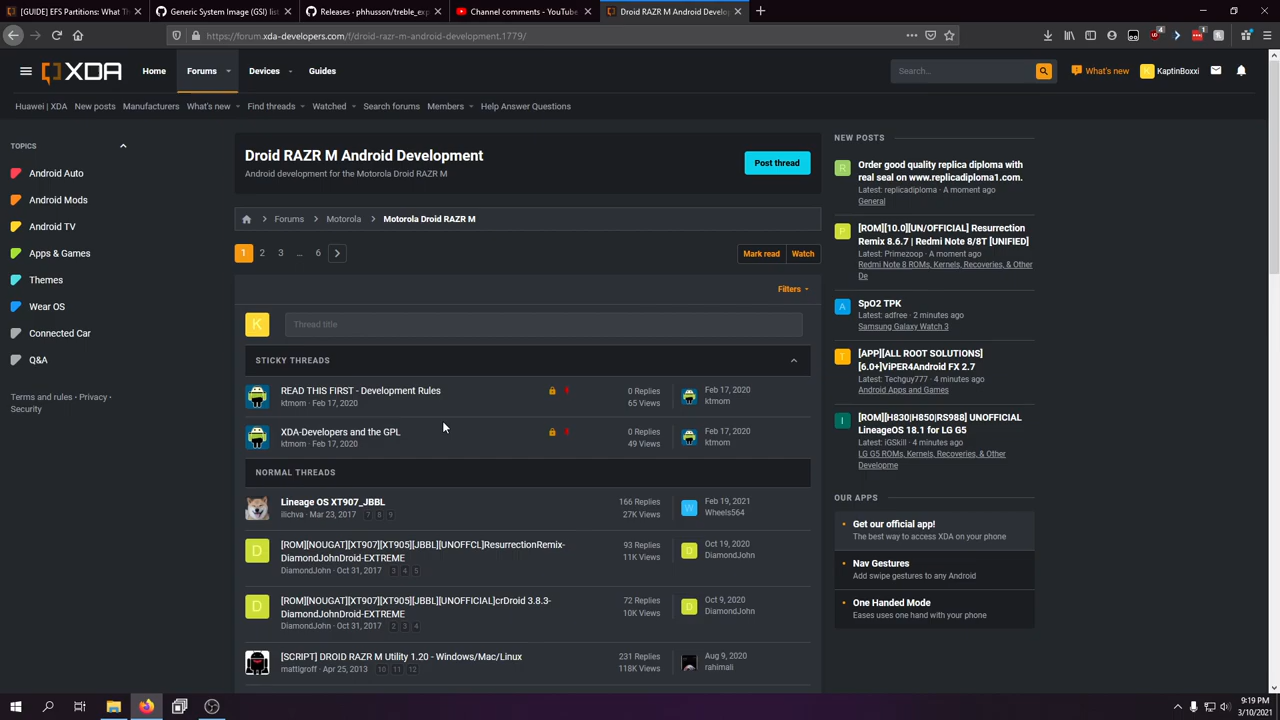 [GUIDE] EFS Partitions: What Th
Generic System Image (GSI) list
Releases - phhusson/treble_exp
Channel comments - YouTube
Droid RAZR M Android Develop
https://forum.xda-developers.com/f/droid-razr-m-android-development.1779/
XDA
Home
Forums
Devices
Guides
Search...
What's new
K
KaptinBoxxi
Huawei | XDA
New posts
Manufacturers
What's new
Find threads
Watched
Search forums
Members
Help Answer Questions
TOPICS
Android Auto
Android Mods
Android TV
Apps & Games
Themes
Wear OS
Connected Car
Q&A
Terms and rules · Privacy ·
Security
Droid RAZR M Android Development
Android development for the Motorola Droid RAZR M
Post thread
Forums
Motorola
Motorola Droid RAZR M
1 2 3 ... 6
Mark read
Watch
Filters
K
Thread title
STICKY THREADS
READ THIS FIRST - Development Rules
ktmom · Feb 17, 2020
0 Replies
65 Views
Feb 17, 2020
ktmom
XDA-Developers and the GPL
ktmom · Feb 17, 2020
0 Replies
49 Views
Feb 17, 2020
ktmom
NORMAL THREADS
Lineage OS XT907_JBBL
ilichva · Mar 23, 2017 7 8 9
166 Replies
27K Views
W
Feb 19, 2021
Wheels564
D
[ROM][NOUGAT][XT907][XT905][JBBL][UNOFFCL]ResurrectionRemix-
DiamondJohnDroid-EXTREME
DiamondJohn · Oct 31, 2017 3 4 5
93 Replies
11K Views
D
Oct 19, 2020
DiamondJohn
D
[ROM][NOUGAT][XT907][XT905][JBBL][UNOFFICIAL]crDroid 3.8.3-
DiamondJohnDroid-EXTREME
DiamondJohn · Oct 31, 2017 2 3 4
72 Replies
10K Views
D
Oct 9, 2020
DiamondJohn
[SCRIPT] DROID RAZR M Utility 1.20 - Windows/Mac/Linux
mattlgroff · Apr 25, 2013 10 11 12
231 Replies
118K Views
Aug 9, 2020
rahimali
NEW POSTS
R
Order good quality replica diploma with
real seal on www.replicadiploma1.com.
Latest: replicadiploma · A moment ago
General
P
[ROM][10.0][UN/OFFICIAL] Resurrection
Remix 8.6.7 | Redmi Note 8/8T [UNIFIED]
Latest: Primezoop · A moment ago
Redmi Note 8 ROMs, Kernels, Recoveries, & Other
De
A
SpO2 TPK
Latest: adfree · 2 minutes ago
Samsung Galaxy Watch 3
T
[APP][ALL ROOT SOLUTIONS]
[6.0+]ViPER4Android FX 2.7
Latest: Techguy777 · 4 minutes ago
Android Apps and Games
I
[ROM][H830|H850|RS988] UNOFFICIAL
LineageOS 18.1 for LG G5
Latest: iGSkill · 4 minutes ago
LG G5 ROMs, Kernels, Recoveries, & Other
Developme
OUR APPS
Get our official app!
The best way to access XDA on your phone
Nav Gestures
Add swipe gestures to any Android
One Handed Mode
Eases uses one hand with your phone
9:19 PM
3/10/2021